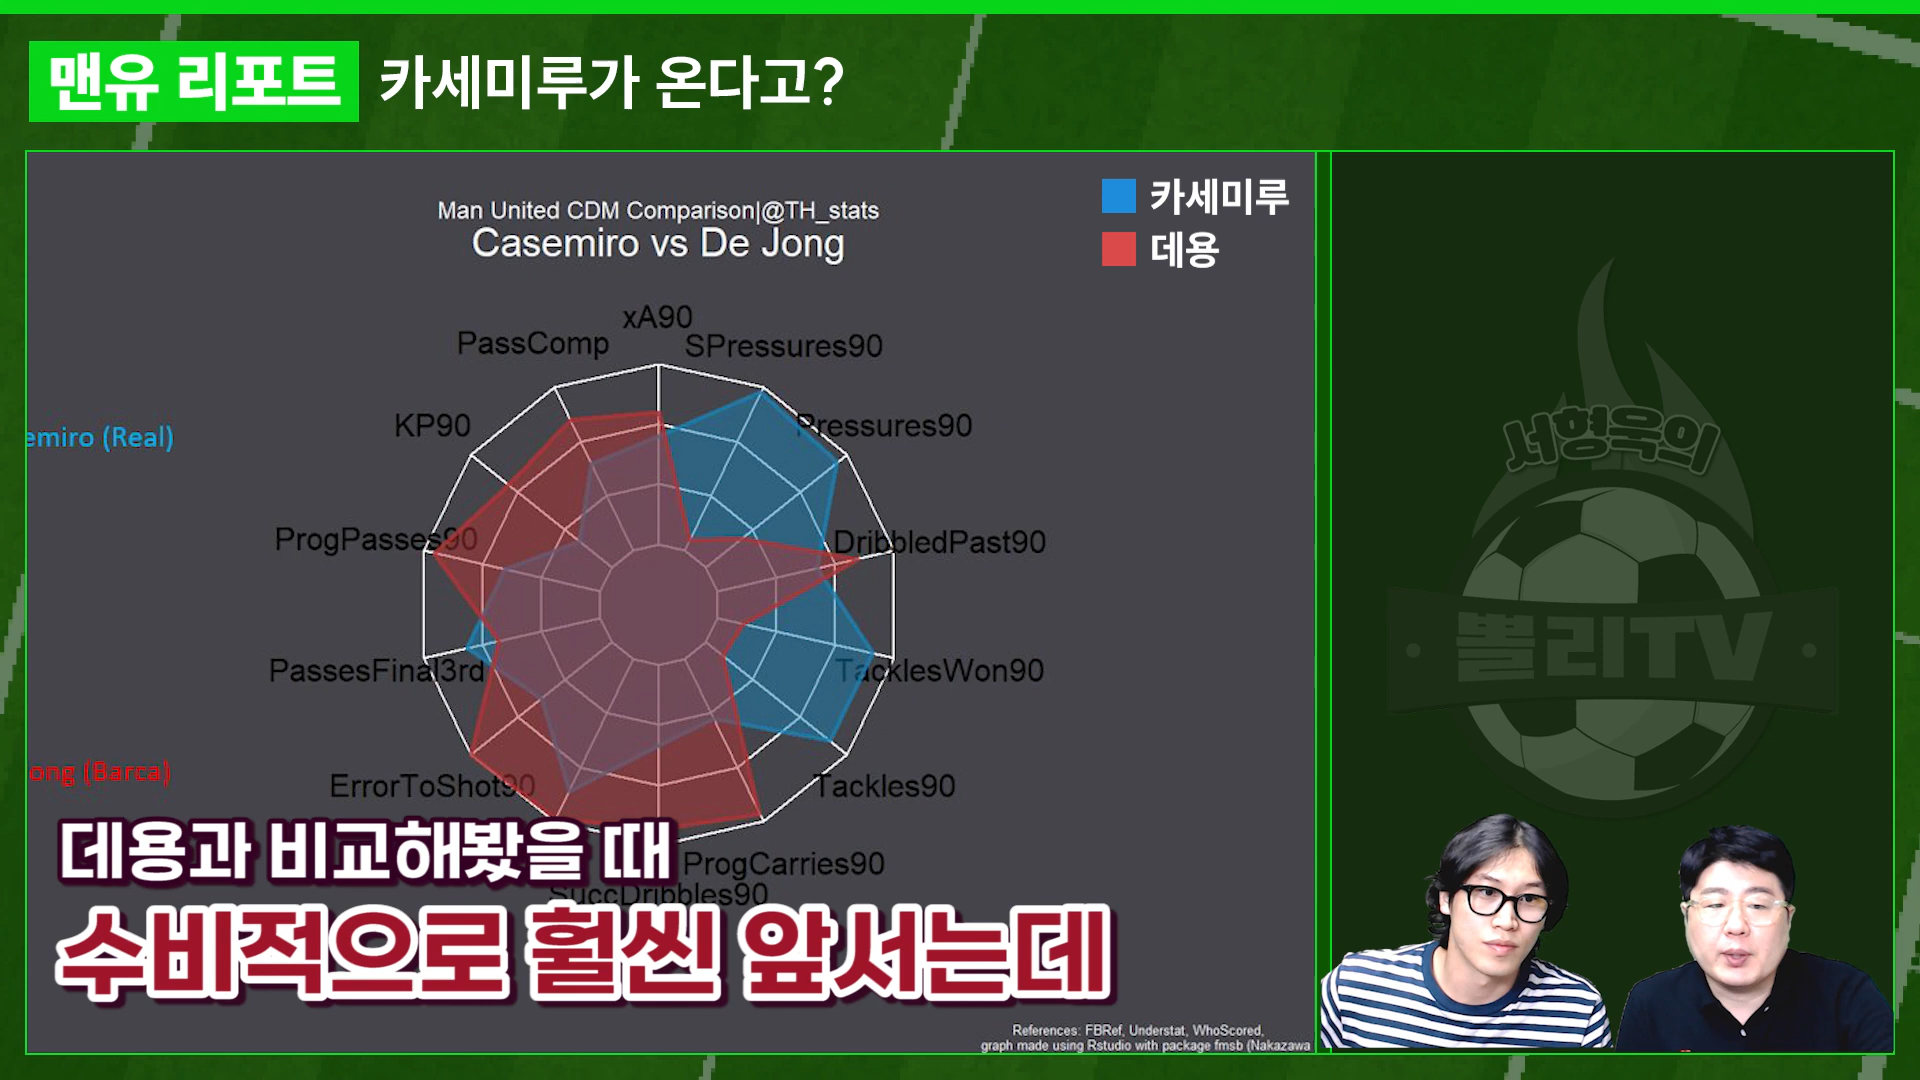 맨유 리포트 카세미루가 온다고?
카세미루
데용
Man United CDM Comparison|@TH_stats
Casemiro vs De Jong
xA90
PassComp
SPressures90
KP90
Pressures90
emiro (Real)
ProgPasses90
DribbledPast90
PassesFinal3rd
TacklesWon90
ong (Barca)
ErrorToShot90
Tackles90
ProgCarries90
SuccDribbles90
데용과 비교해봤을 때
수비적으로 훨씬 앞서는데
References: FBRef, Understat, WhoScored,
graph made using Rstudio with package fmsb (Nakazawa
서형욱의
뽈리TV